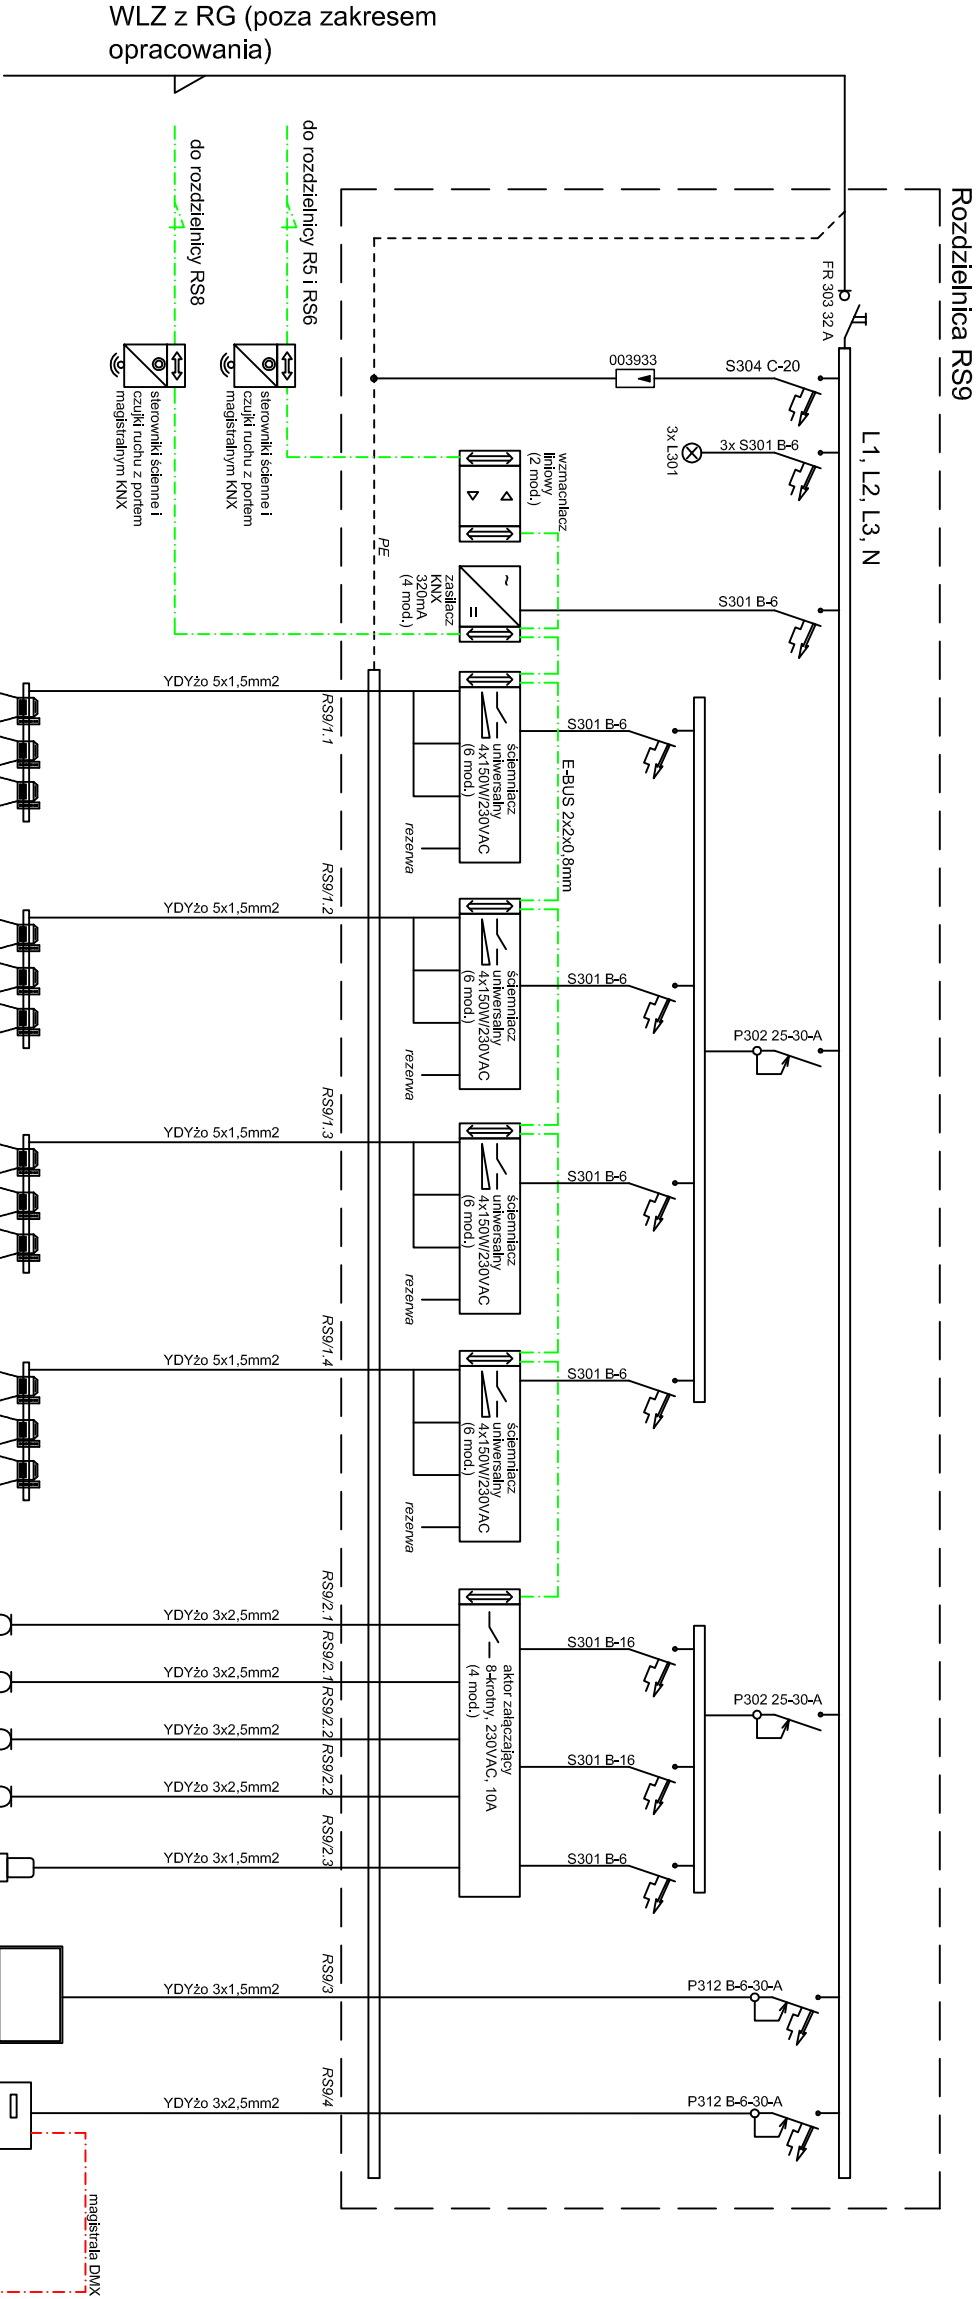 WLZ z RG (poza zakresem
opracowania)
Rozdzielnica RS9
do rozdzielnicy R5 i RS6
do rozdzielnicy RS8
FR 303 32 A
L1, L2, L3, N
003933
S304 C-20
3x L301
3x S301 B-6
sterowniki ścienne i
czujki ruchu z portem
magistralnym KNX
sterowniki ścienne i
czujki ruchu z portem
magistralnym KNX
wzmacniacz
liniowy
(2 mod.)
PE
zasilacz
KNX
320mA
(4 mod.)
~
=
S301 B-6
YDYżo 5x1,5mm2
RS9/1.1
ściemniacz
uniwersalny
4x150W/230VAC
(6 mod.)
rezerwa
S301 B-6
E-BUS 2x2x0,8mm
YDYżo 5x1,5mm2
RS9/1.2
ściemniacz
uniwersalny
4x150W/230VAC
(6 mod.)
rezerwa
S301 B-6
P302 25-30-A
YDYżo 5x1,5mm2
RS9/1.3
ściemniacz
uniwersalny
4x150W/230VAC
(6 mod.)
rezerwa
S301 B-6
YDYżo 5x1,5mm2
RS9/1.4
ściemniacz
uniwersalny
4x150W/230VAC
(6 mod.)
rezerwa
S301 B-6
YDYżo 3x2,5mm2
RS9/2.1
YDYżo 3x2,5mm2
RS9/2.1
YDYżo 3x2,5mm2
RS9/2.2
YDYżo 3x2,5mm2
RS9/2.2
YDYżo 3x1,5mm2
RS9/2.3
aktor załączający
8-krotny, 230VAC, 10A
(4 mod.)
S301 B-16
S301 B-16
S301 B-6
P302 25-30-A
YDYżo 3x1,5mm2
RS9/3
P312 B-6-30-A
YDYżo 3x2,5mm2
RS9/4
P312 B-6-30-A
magistrala DMX